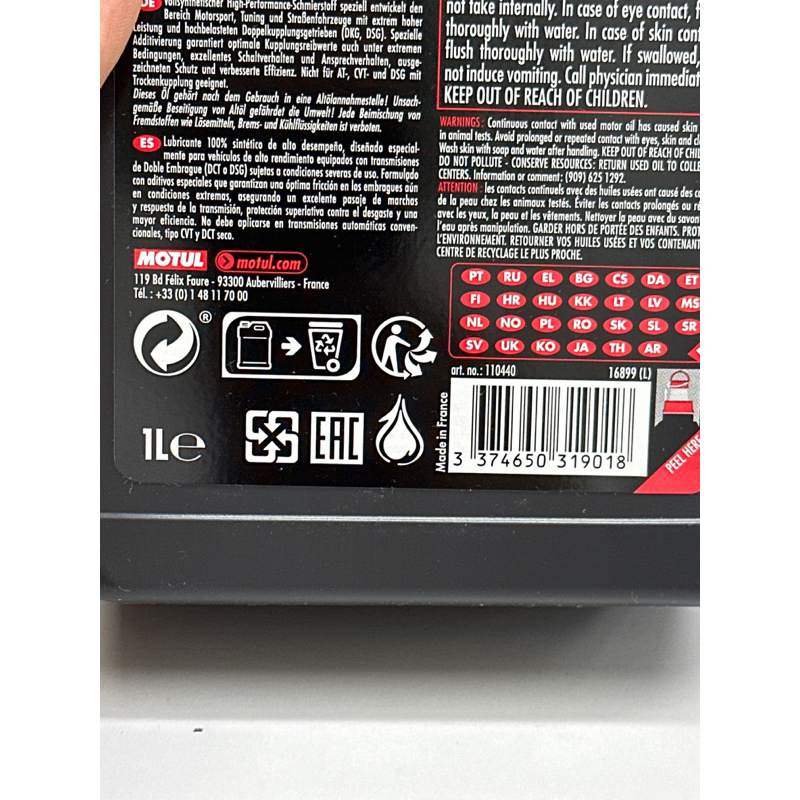 DE Vollsynthetischer High-Performance-Schmierstoff speziell entwickelt den
Bereich Motorsport, Tuning und Straßenfahrzeuge mit extrem hoher
Leistung und hochbelasteten Doppelkupplungsgetrieben (DKG, DSG). Spezielle
Additivierung garantiert optimale Kupplungsreibwerte auch unter extremen
Bedingungen, exzellentes Schaltverhalten und Ansprechverhalten, ausge-
zeichneten Schutz und verbesserte Effizienz. Nicht für AT-, CVT- und DSG mit
Trockenkupplung geeignet.
Dieses Öl gehört nach dem Gebrauch in eine Altölannahmestelle! Unsach-
gemäße Beseitigung von Altöl gefährdet die Umwelt! Jede Beimischung von
Fremdstoffen wie Lösemitteln, Brems- und Kühlflüssigkeiten ist verboten.
ES Lubricante 100% sintético de alto desempeño, diseñado especial-
mente para vehículos de alto rendimiento equipados con transmisiones
de Doble Embrague (DCT o DSG) sujetas a condiciones severas de uso. Formulado
con aditivos especiales que garantizan una óptima fricción en los embragues aún
en condiciones extremas, asegurando un excelente pasaje de marchas
y respuesta de la transmisión, protección superlativa contra el desgaste y una
mayor eficiencia. No debe aplicarse en transmisiones automáticas conven-
cionales, tipo CVT y DCT seco.
MOTUL motul.com
119 Bd Félix Faure - 93300 Aubervilliers - France
Tél. : +33 (0) 1 48 11 70 00
®
1L e
EAC
not take internally. In case of eye contact, f
thoroughly with water. In case of skin cont
flush thoroughly with water. If swallowed,
not induce vomiting. Call physician immediat
KEEP OUT OF REACH OF CHILDREN.
WARNINGS: Continuous contact with used motor oil has caused skin
in animal tests. Avoid prolonged or repeated contact with eyes, skin and cl
Wash skin with soap and water after handling. KEEP OUT OF REACH OF CHIL
DO NOT POLLUTE - CONSERVE RESOURCES: RETURN USED OIL TO COLLE
CENTERS. Information or comment: (909) 625 1292.
ATTENTION : les contacts continuels avec des huiles usées ont causé des ca
de la peau chez les animaux testés. Éviter les contacts prolongés ou ré
avec les yeux, la peau et les vêtements. Nettoyer la peau avec du savon
l'eau après manipulation. GARDER HORS DE PORTÉE DES ENFANTS. PROT
L'ENVIRONNEMENT. RETOURNER VOS HUILES USÉES ET VOS CONTENANT
CENTRE DE RECYCLAGE LE PLUS PROCHE.
PT RU EL BG CS DA ET
FI HR HU KK LT LV MS
NL NO PL RO SK SL SR
SV UK KO JA TH AR
art. no.: 110440 16899 (L)
Made in France
3 374650 319018
PEEL HERE